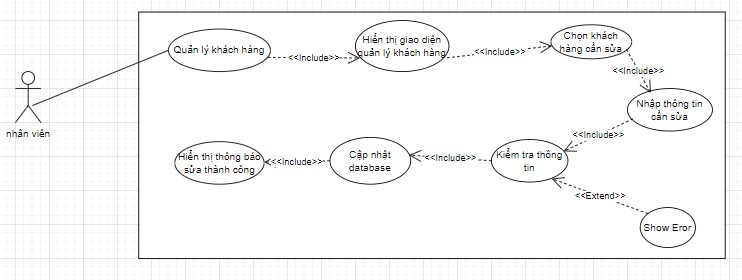 Quản lý khách hàng
<<Include>>
Hiển thị giao diện
quản lý khách hàng
<<Include>>
Chọn khách
hàng cần sửa
<<Include>>
Nhập thông tin
cần sửa
<<Include>>
Kiểm tra thông
tin
<<Include>>
Cập nhật
database
<<Include>>
Hiển thị thông báo
sửa thành công
<<Extend>>
Show Eror
nhân viên